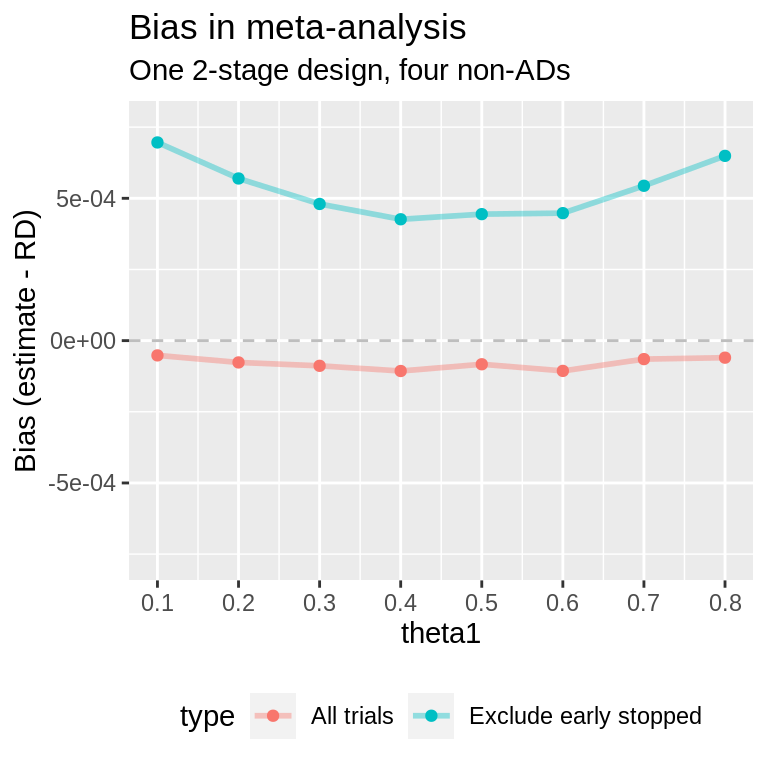 Bias in meta-analysis
One 2-stage design, four non-ADs
Bias (estimate - RD)
5e-04
0e+00
-5e-04
0.1 0.2 0.3 0.4 0.5 0.6 0.7 0.8
theta1
type All trials Exclude early stopped